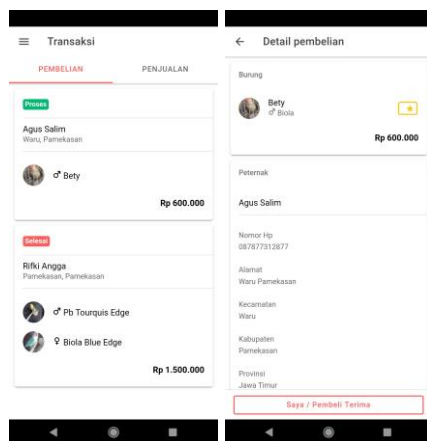 Transaksi
PEMBELIAN
PENJUALAN
Proses
Agus Salim
Waru, Pamekasan
♂ Bety
Rp 600.000
Selesai
Rifki Angga
Pamekasan, Pamekasan
♂ Pb Tourquis Edge
♀ Biola Blue Edge
Rp 1.500.000
Detail pembelian
Burung
Bety
♂ Biola
Rp 600.000
Peternak
Agus Salim
Nomor Hp
087877312877
Alamat
Waru Pamekasan
Kecamatan
Waru
Kabupaten
Pamekasan
Provinsi
Jawa Timur
Saya / Pembeli Terima